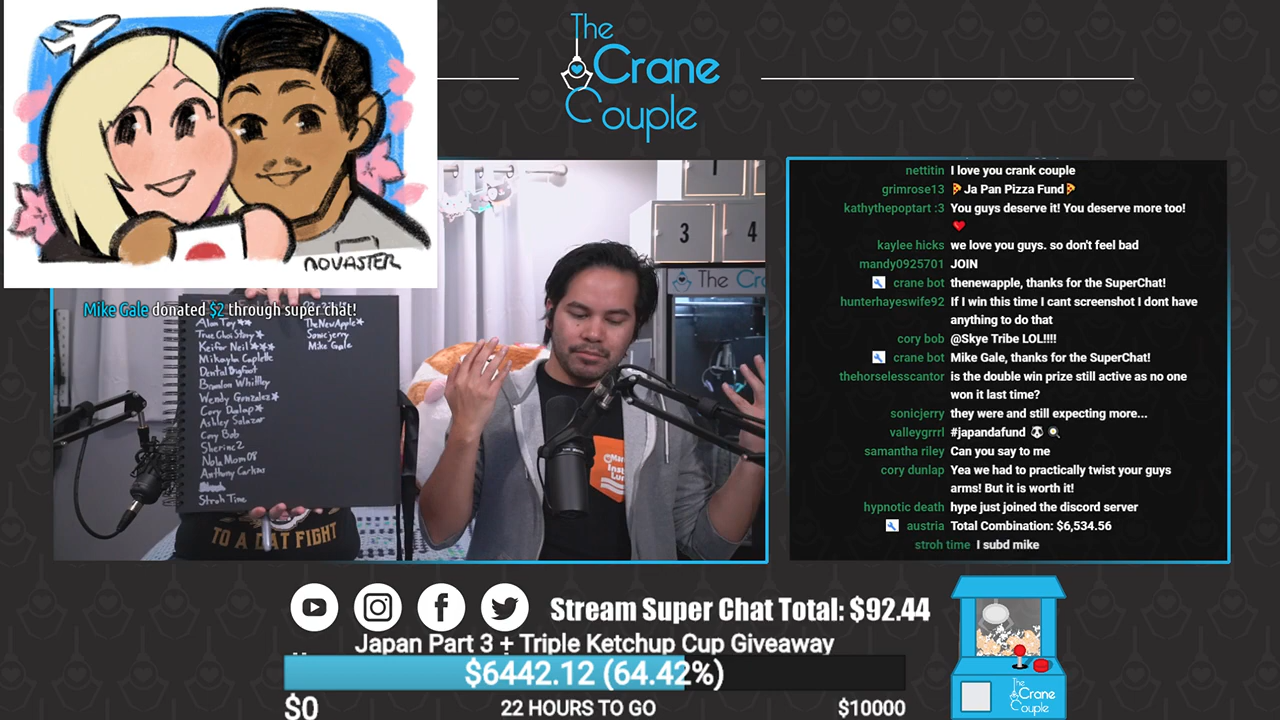 The
Crane
Couple
NOVASTER
Mike Gale donated $2 through super chat!
Alan Tay**
True Choi Story*
Keifer Neil***
Mikayla Caplette
Dental Bigfoot
Brandon Whittley
Wendy Gonzalez*
Cory Dunlap*
Ashley Salazar
Cory Bob
Sherine2
Nola Mom08
Anthony
Stroh Time
TheNewApple*
Sonicjerry
Mike Gale
TO A CAT FIGHT
1
3
4
The Cr
nettitin I love you crank couple
grimrose13 🍕Ja Pan Pizza Fund🍕
kathythepoptart :3 You guys deserve it! You deserve more too!
❤️
kaylee hicks we love you guys. so don't feel bad
mandy0925701 JOIN
crane bot thenewapple, thanks for the SuperChat!
hunterhayeswife92 If I win this time I cant screenshot I dont have
anything to do that
cory bob @Skye Tribe LOL!!!!
crane bot Mike Gale, thanks for the SuperChat!
thehorselesscantor is the double win prize still active as no one
won it last time?
sonicjerry they were and still expecting more...
valleygrrrl #japandafund 🐼🍳
samantha riley Can you say to me
cory dunlap Yea we had to practically twist your guys
arms! But it is worth it!
hypnotic death hype just joined the discord server
austria Total Combination: $6,534.56
stroh time I subd mike
Stream Super Chat Total: $92.44
Japan Part 3 + Triple Ketchup Cup Giveaway
$6442.12 (64.42%)
$0
22 HOURS TO GO
$10000
The
Crane
Couple